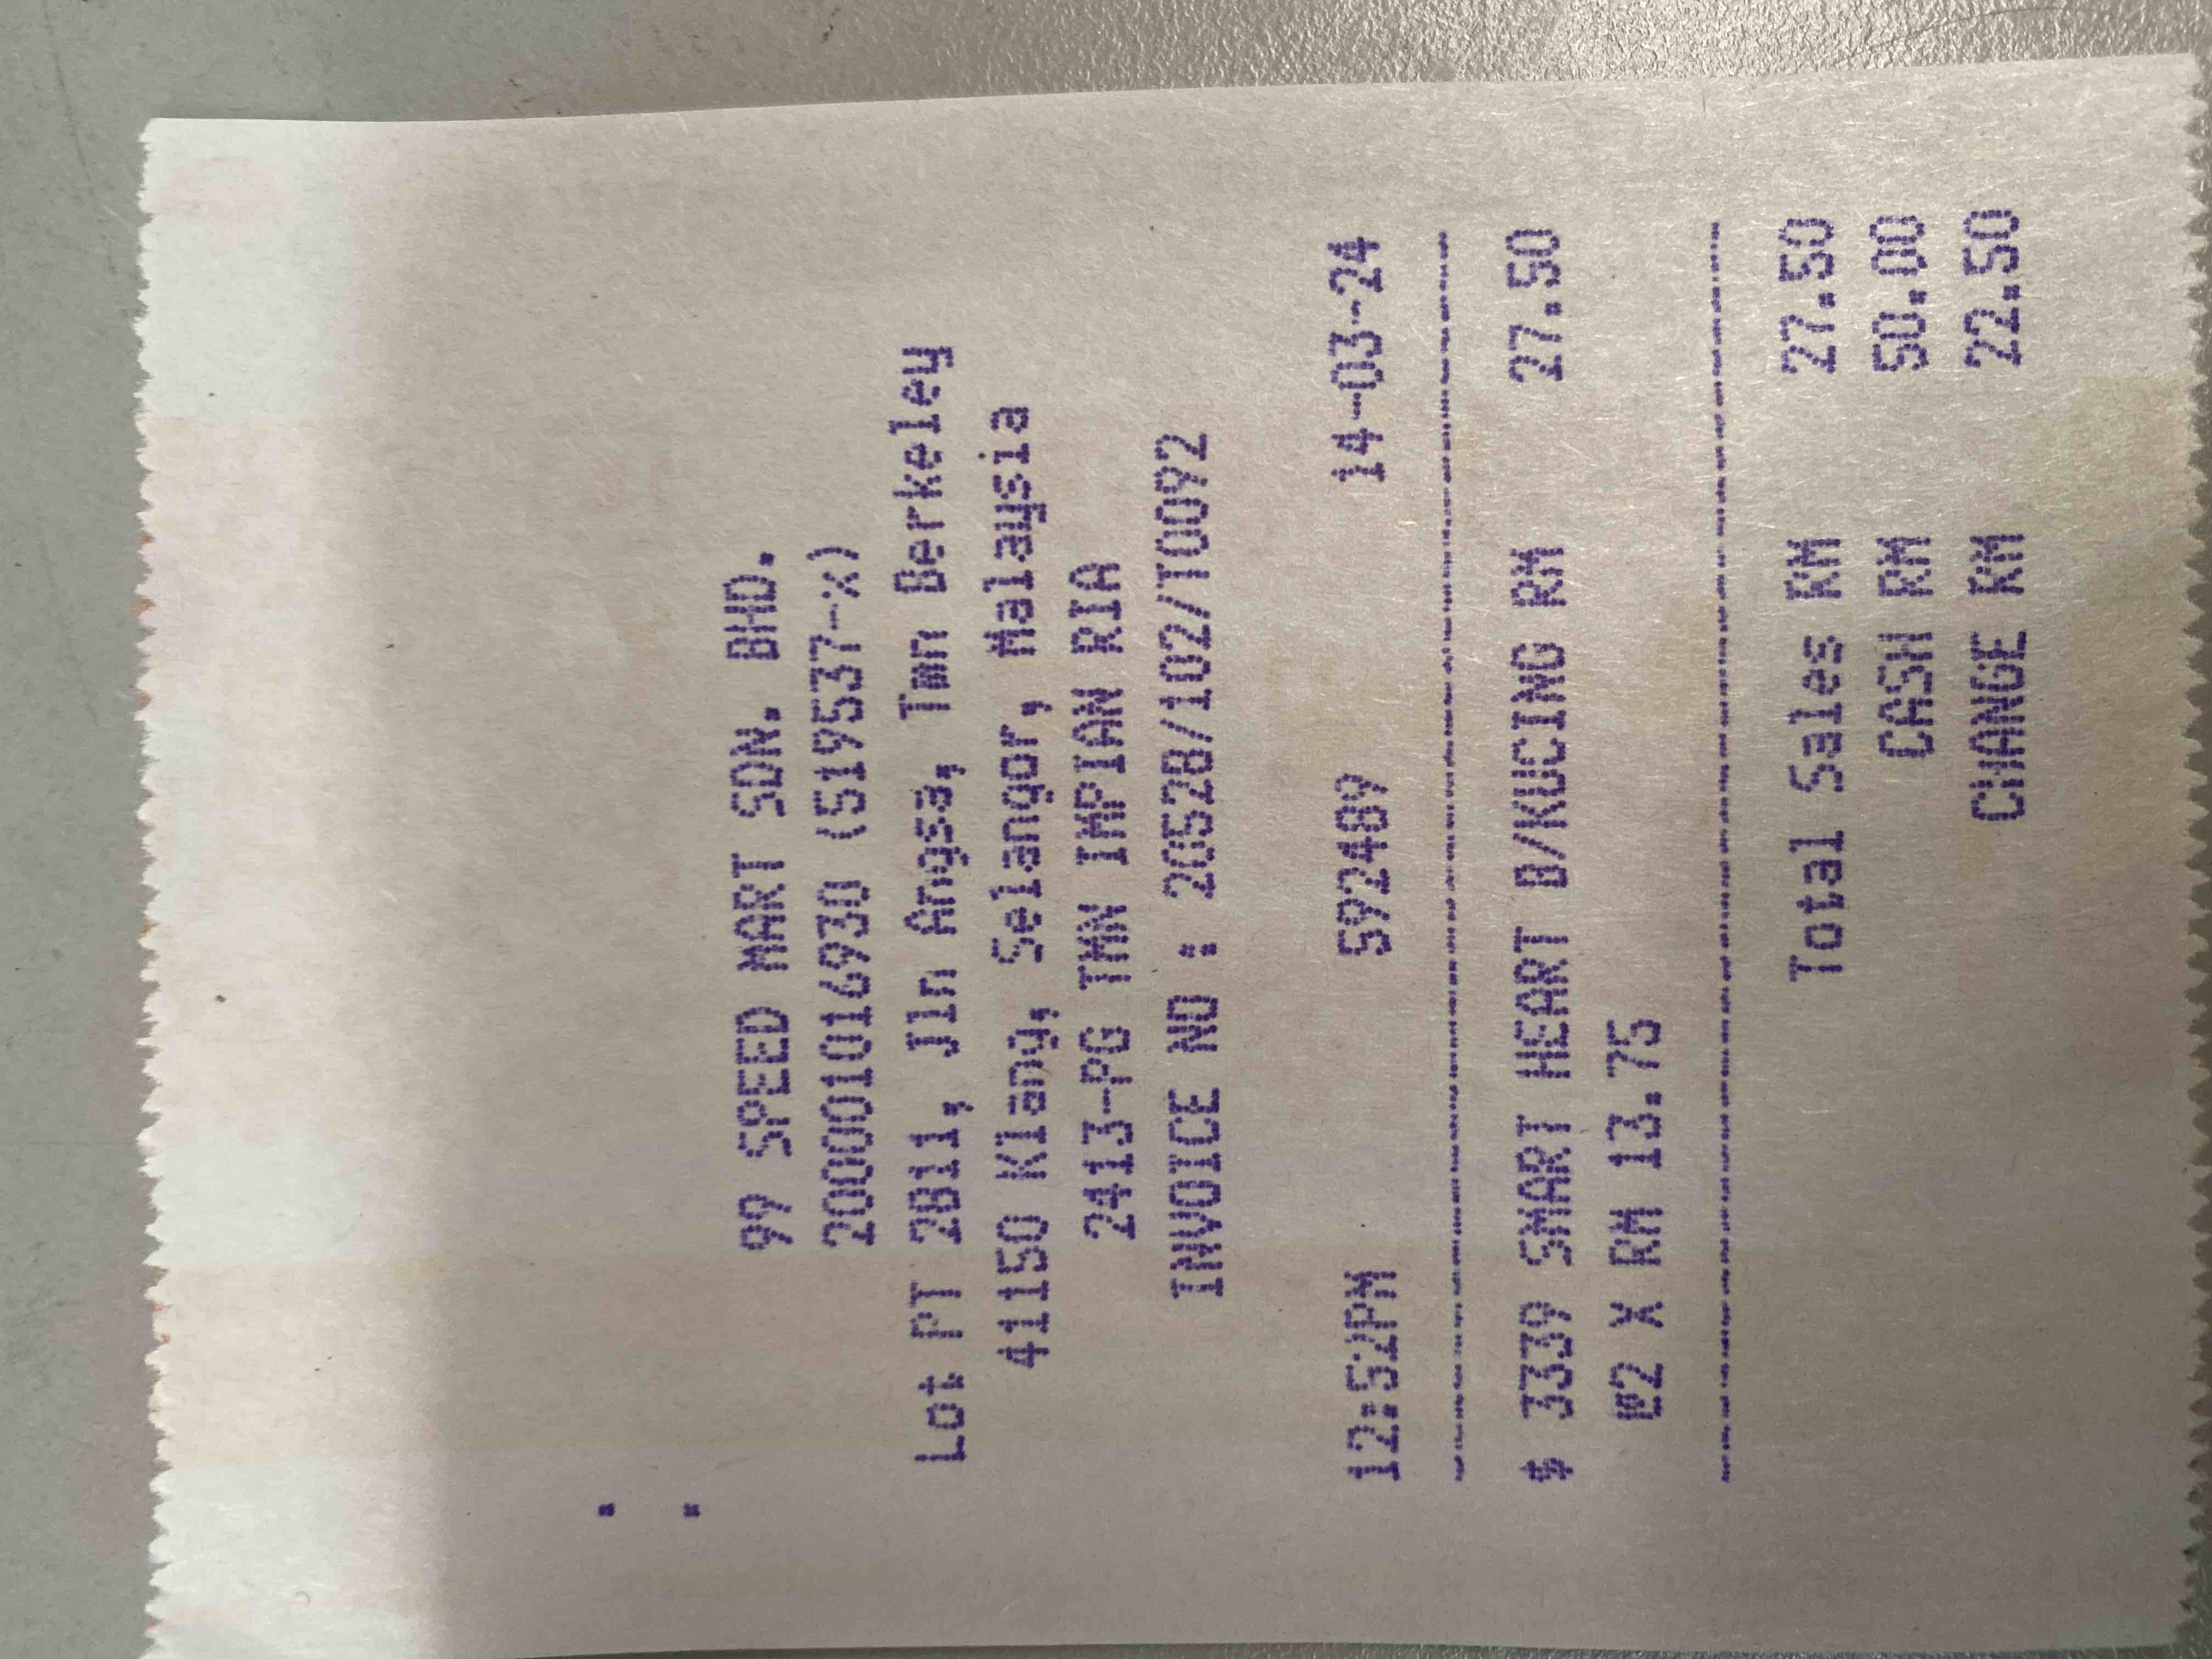 99 SPEED MART SDN. BHD.
200001016930 (519537-X)
Lot PT 2811, Jln Angsa, Tmn Berkeley
41150 Klang, Selangor, Malaysia
2413-PG TMN IMPIAN RIA
INVOICE NO : 20528/102/T0092
12:52PM 592489 14-03-24
$ 3339 SMART HEART B/KUCING RM 27.50
@2 X RM 13.75
Total Sales RM 27.50
CASH RM 50.00
CHANGE RM 22.50